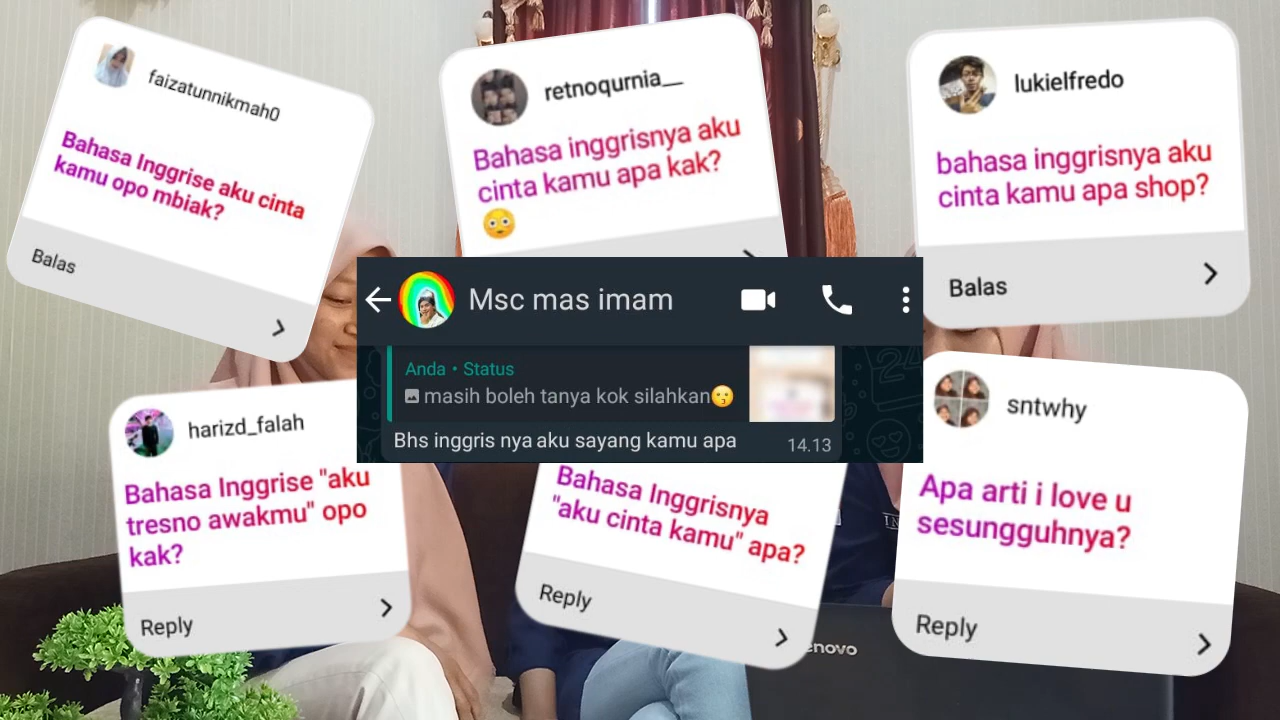 faizatunnikmah0
Bahasa Inggrise aku cinta
kamu opo mbiak?
Balas
retnoqurnia__
Bahasa inggrisnya aku
cinta kamu apa kak?
😳
lukielfredo
bahasa inggrisnya aku
cinta kamu apa shop?
Balas
Msc mas imam
Anda • Status
masih boleh tanya kok silahkan😗
Bhs inggris nya aku sayang kamu apa
14.13
harizd_falah
Bahasa Inggrise "aku
tresno awakmu" opo
kak?
Reply
Bahasa Inggrisnya
"aku cinta kamu" apa?
Reply
sntwhy
Apa arti i love u
sesungguhnya?
Reply